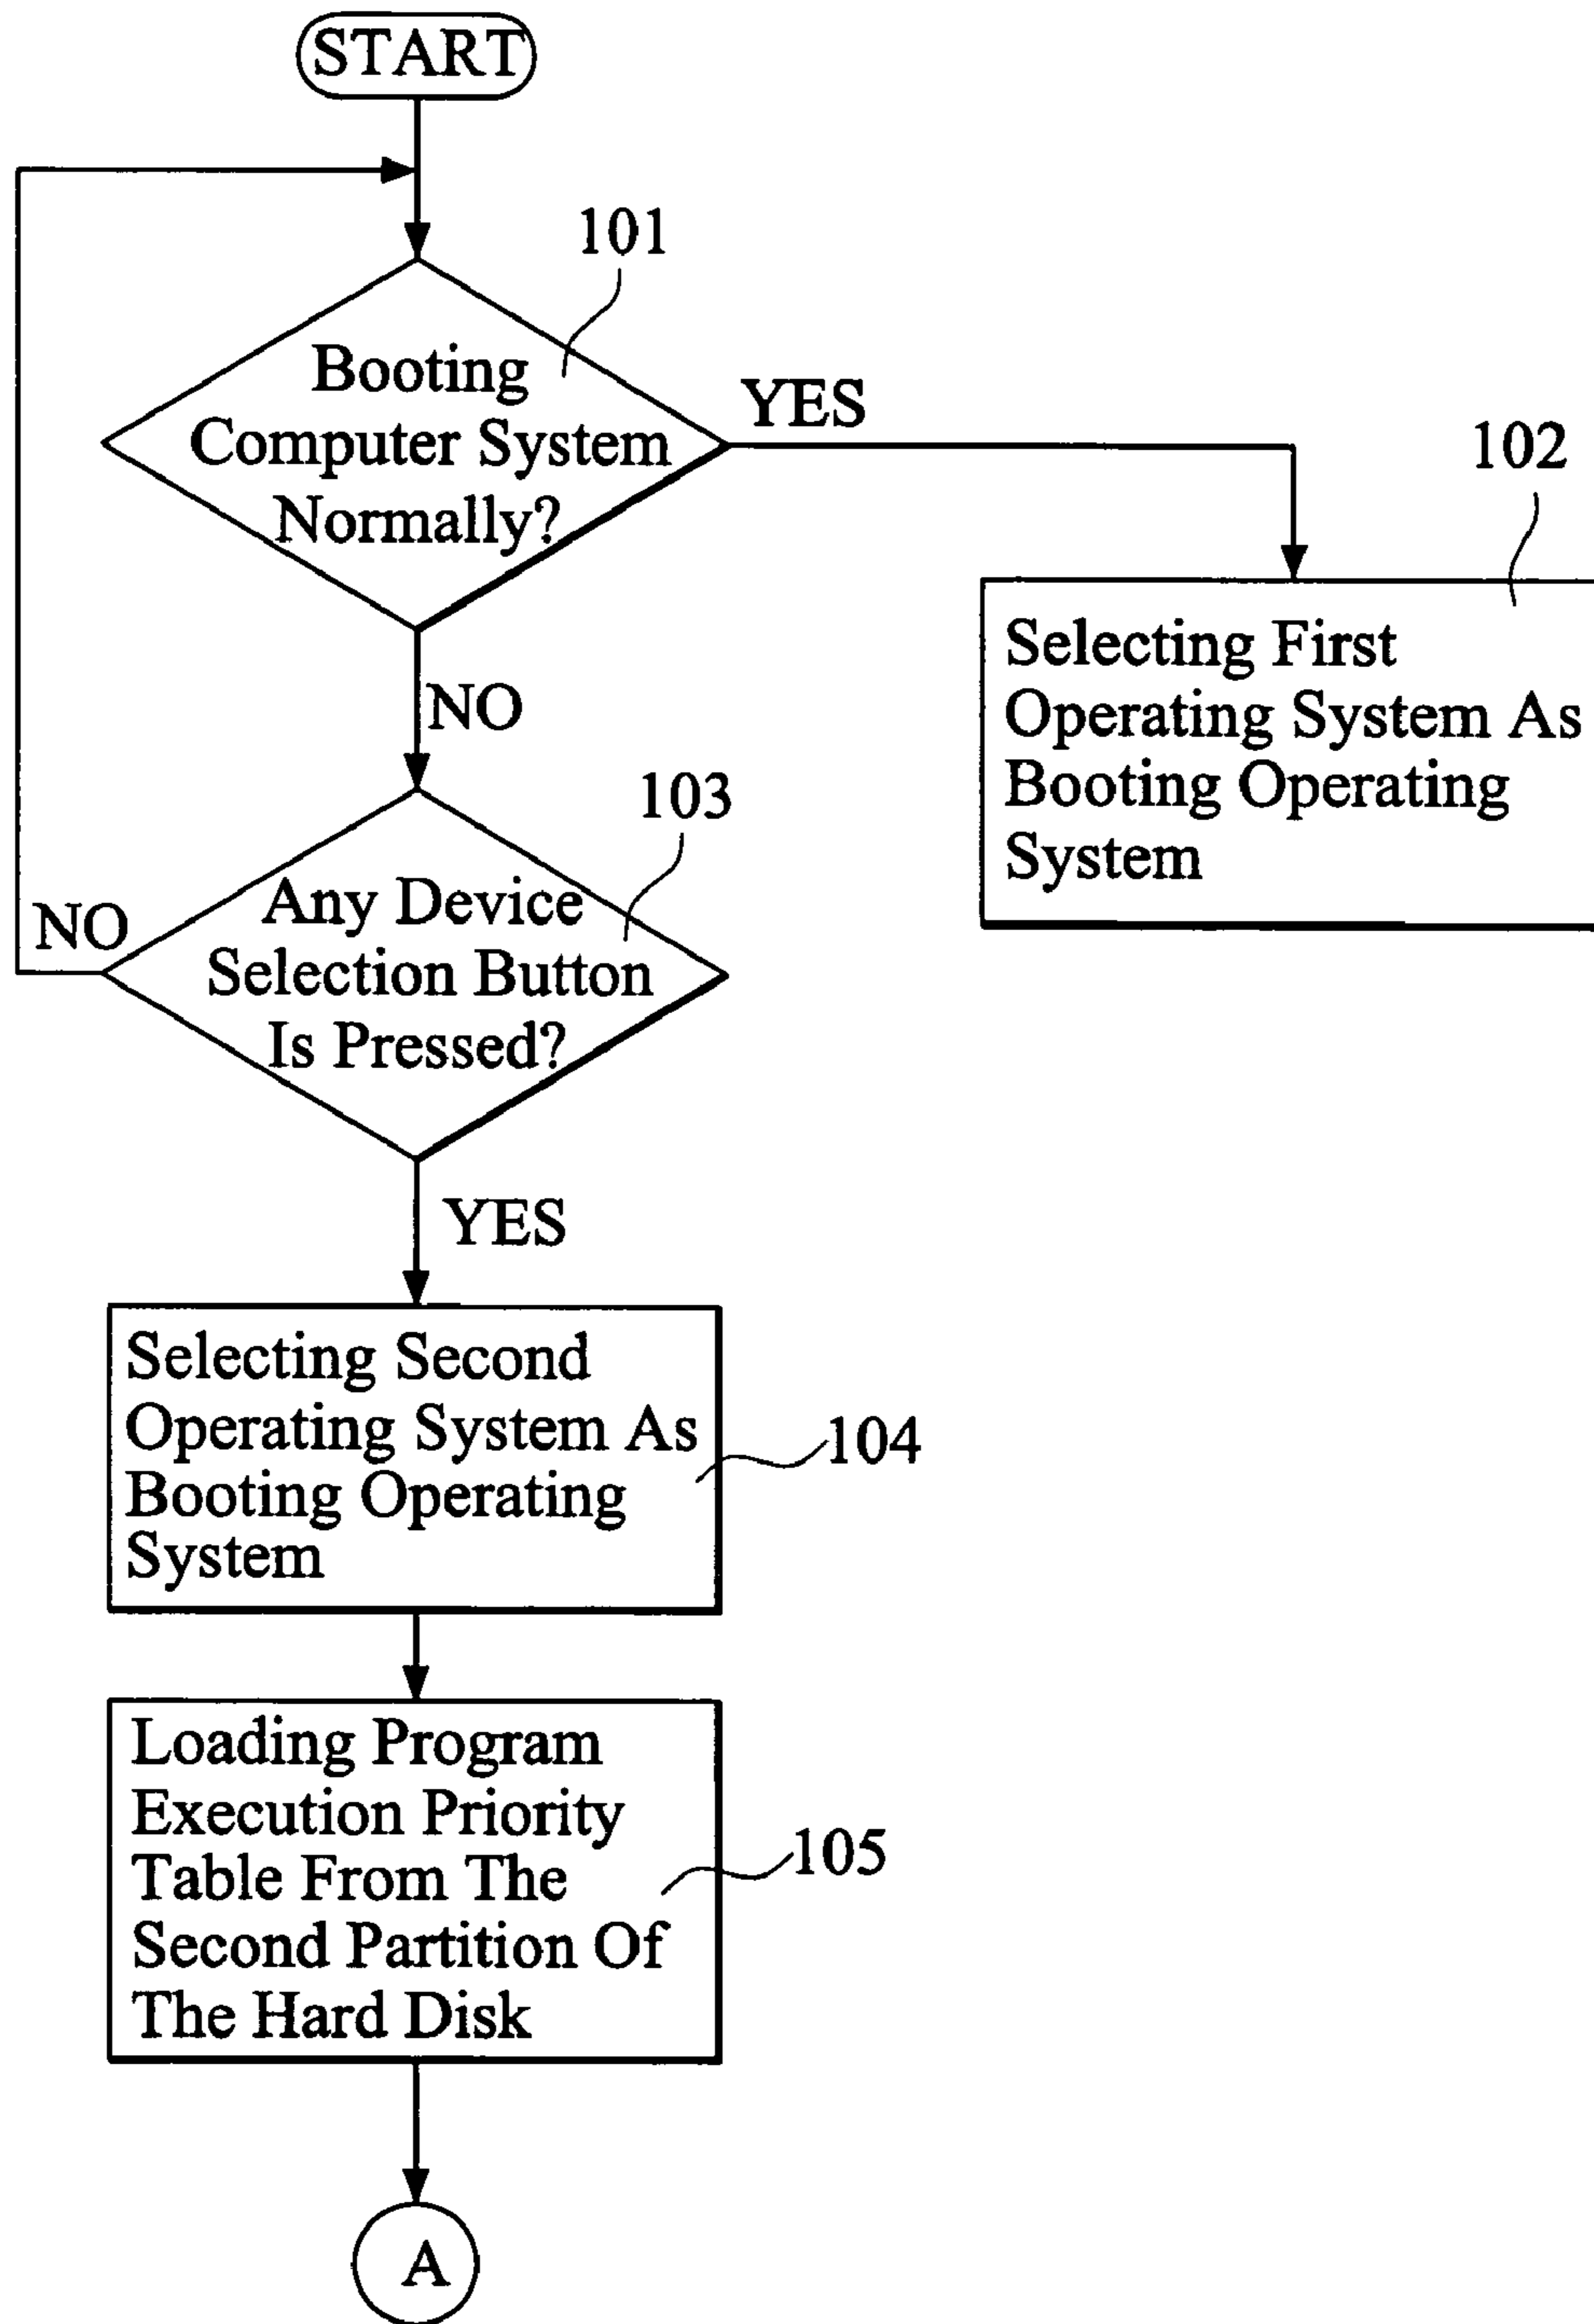 START
101
Booting
Computer System
Normally?
YES
102
Selecting First
Operating System As
Booting Operating
System
NO
103
Any Device
Selection Button
Is Pressed?
NO
YES
Selecting Second
Operating System As
Booting Operating
System
104
Loading Program
Execution Priority
Table From The
Second Partition Of
The Hard Disk
105
A